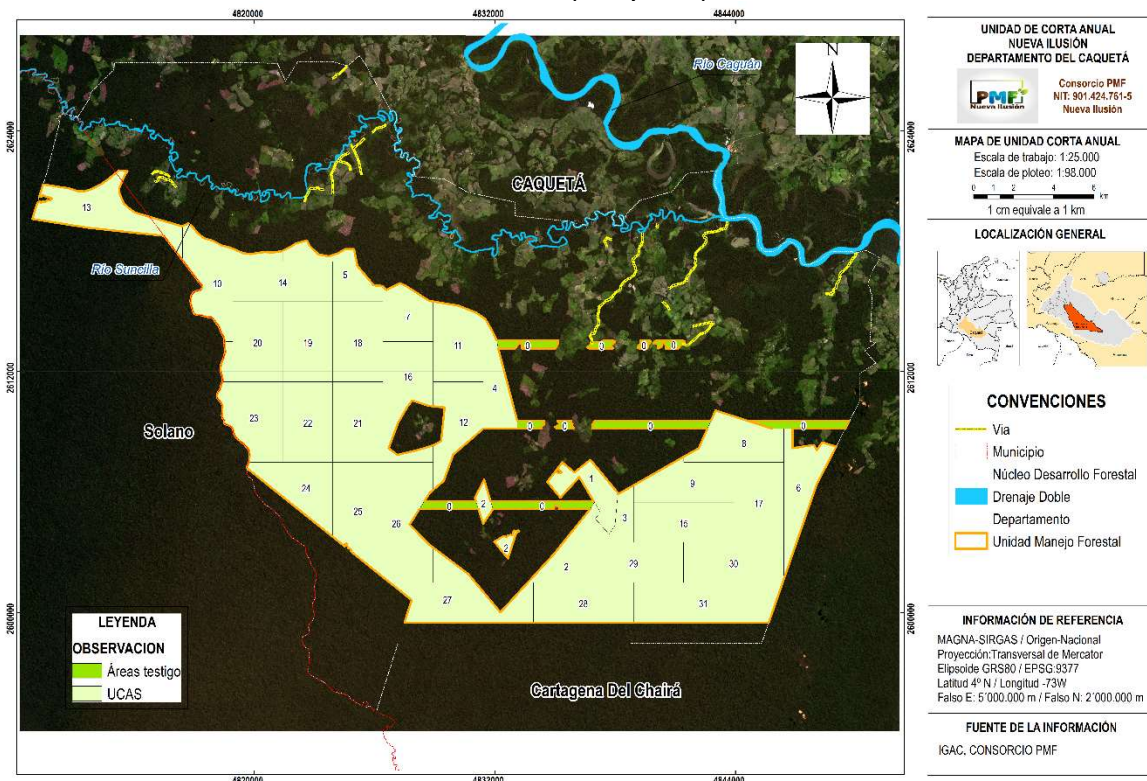 4820000
4832000
4844000
N
Río Caguán
2624000
2624000
CAQUETÁ
13
Río Suncilla
10
14
5
7
20
19
18
11
0
0
0
0
2612000
2612000
16
4
Solano
23
22
21
12
0
0
0
0
8
24
1
9
6
25
26
0
2
0
3
17
16
2
2
29
30
27
28
31
2600000
2600000
LEYENDA
OBSERVACION
Áreas testigo
UCAS
Cartagena Del Chairá
4820000
4832000
4844000
UNIDAD DE CORTA ANUAL
NUEVA ILUSIÓN
DEPARTAMENTO DEL CAQUETÁ
PMF
Nueva Ilusión
Consorcio PMF
NIT: 901.424.761-5
Nueva Ilusión
MAPA DE UNIDAD CORTA ANUAL
Escala de trabajo: 1:25.000
Escala de ploteo: 1:98.000
0 1 2 4 6
km
1 cm equivale a 1 km
LOCALIZACIÓN GENERAL
CONVENCIONES
Via
Municipio
Núcleo Desarrollo Forestal
Drenaje Doble
Departamento
Unidad Manejo Forestal
INFORMACIÓN DE REFERENCIA
MAGNA-SIRGAS / Origen-Nacional
Proyección:Transversal de Mercator
Elipsoide GRS80 / EPSG:9377
Latitud 4º N / Longitud -73W
Falso E: 5´000.000 m / Falso N: 2´000.000 m
FUENTE DE LA INFORMACIÓN
IGAC, CONSORCIO PMF